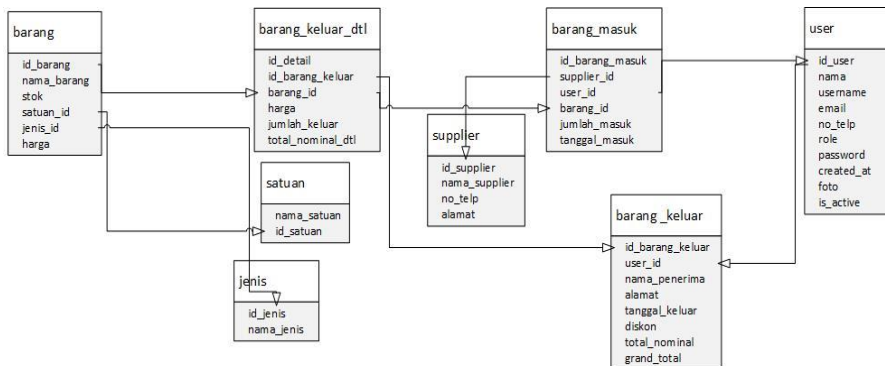 barang
id_barang
nama_barang
stok
satuan_id
jenis_id
harga
barang_keluar_dtl
id_detail
id_barang_keluar
barang_id
harga
jumlah_keluar
total_nominal_dtl
barang_masuk
id_barang_masuk
supplier_id
user_id
barang_id
jumlah_masuk
tanggal_masuk
user
id_user
nama
username
email
no_telp
role
password
created_at
foto
is_active
supplier
id_supplier
nama_supplier
no_telp
alamat
satuan
nama_satuan
id_satuan
barang _keluar
id_barang_keluar
user_id
nama_penerima
alamat
tanggal_keluar
diskon
total_nominal
grand_total
jenis
id_jenis
nama_jenis